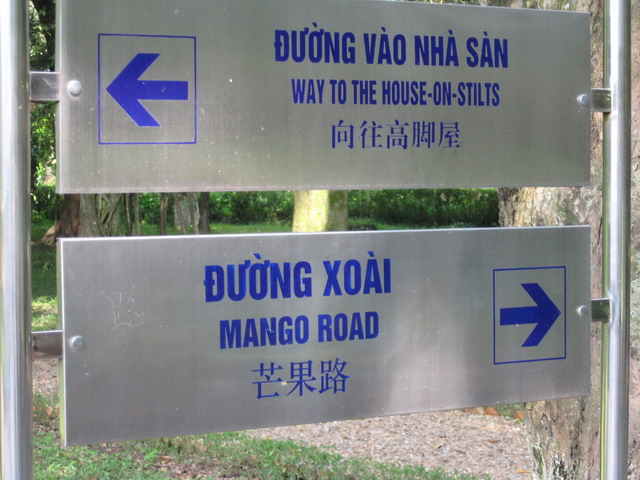 ĐƯỜNG VÀO NHÀ SÀN
WAY TO THE HOUSE-ON-STILTS
向往高脚屋
ĐƯỜNG XOÀI
MANGO ROAD
芒果路